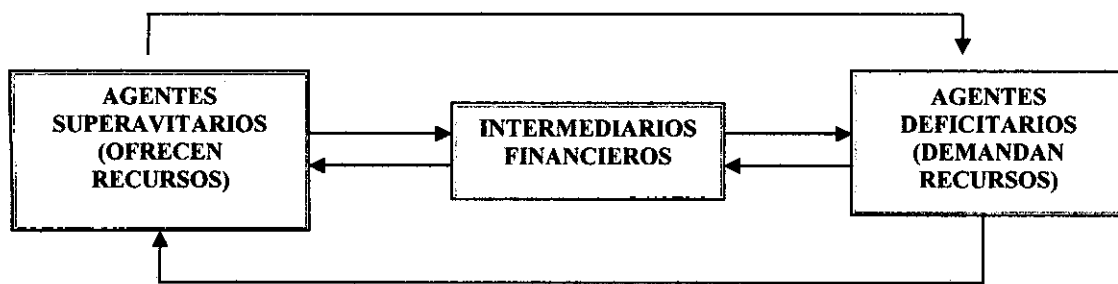 AGENTES
SUPERAVITARIOS
(OFRECEN
RECURSOS)
INTERMEDIARIOS
FINANCIEROS
AGENTES
DEFICITARIOS
(DEMANDAN
RECURSOS)